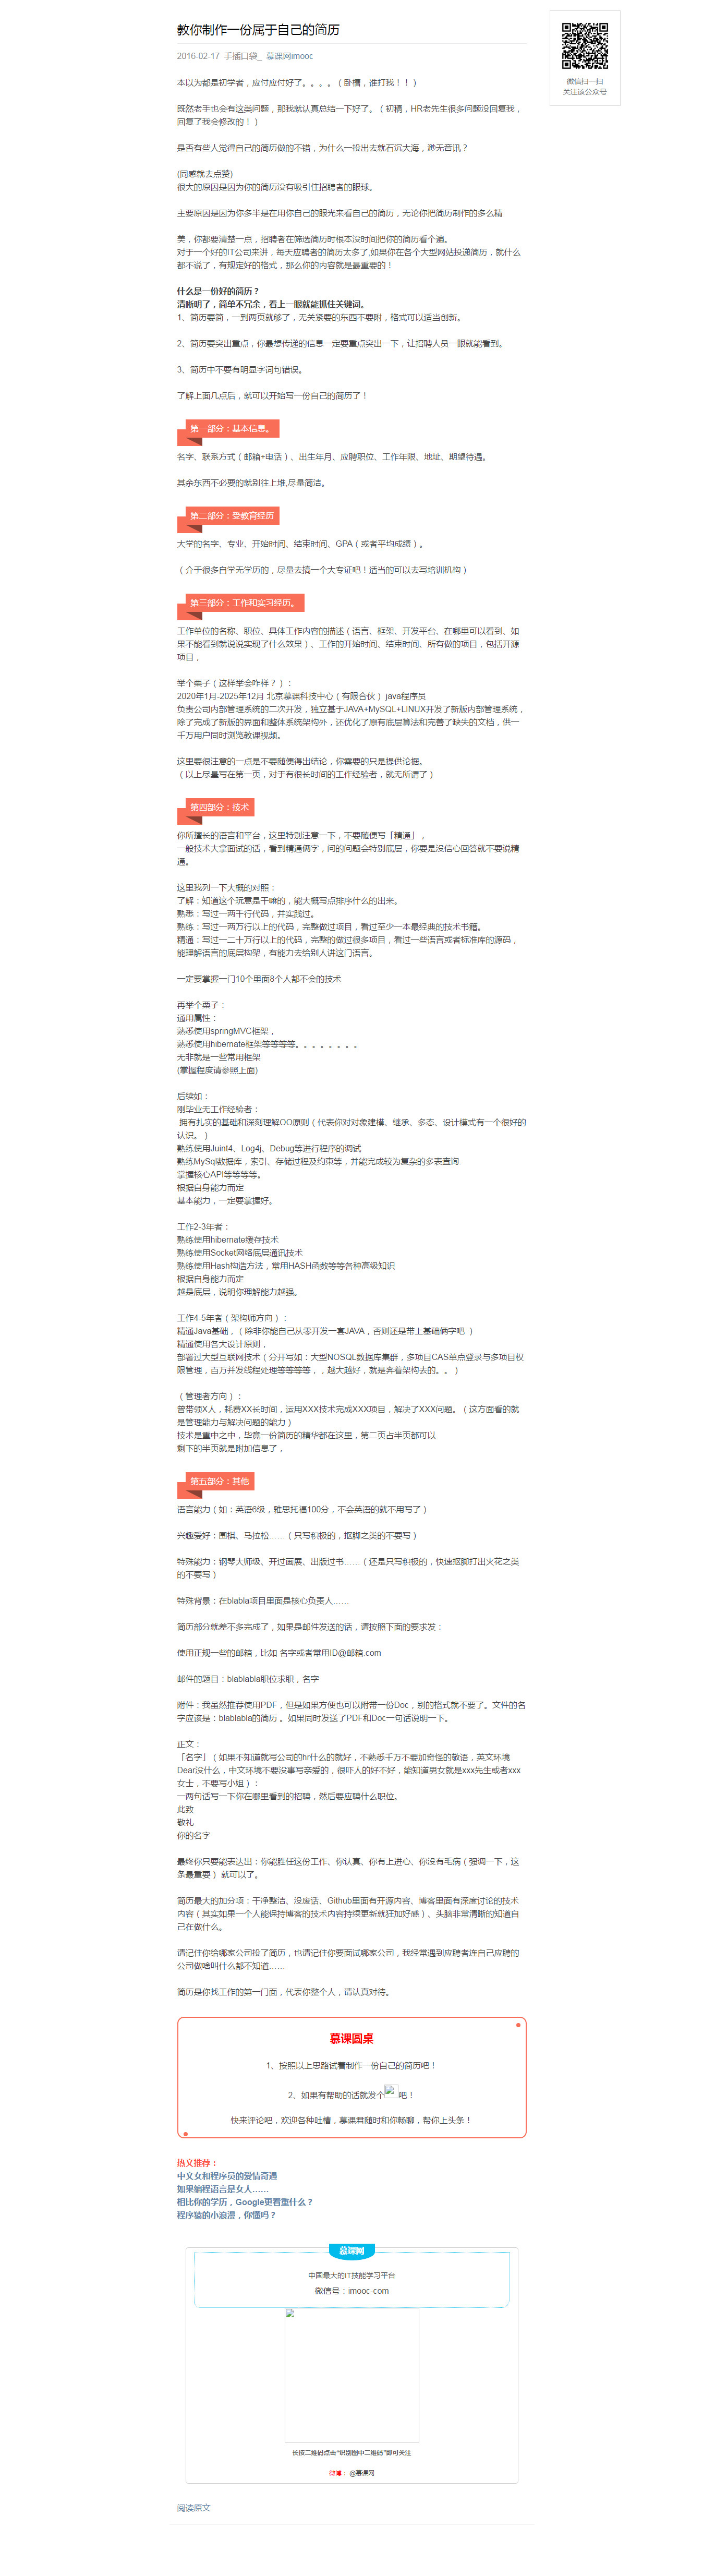 教你制作一份属于自己的简历
2016-02-17 手插口袋_ 慕课网imooc
微信扫一扫
关注该公众号
本以为都是初学者，应付应付好了。。。。（卧槽，谁打我！！）
既然老手也会有这类问题，那我就认真总结一下好了。（初稿，HR老先生很多问题没回复我，
回复了我会修改的！）
是否有些人觉得自己的简历做的不错，为什么一投出去就石沉大海，渺无音讯？
(同感就去点赞)
很大的原因是因为你的简历没有吸引住招聘者的眼球。
主要原因是因为你多半是在用你自己的眼光来看自己的简历，无论你把简历制作的多么精
美，你都要清楚一点，招聘者在筛选简历时根本没时间把你的简历看个遍。
对于一个好的IT公司来讲，每天应聘者的简历太多了,如果你在各个大型网站投递简历，就什么
都不说了，有规定好的格式，那么你的内容就是最重要的！
什么是一份好的简历？
清晰明了，简单不冗余，看上一眼就能抓住关键词。
1、简历要简，一到两页就够了，无关紧要的东西不要附，格式可以适当创新。
2、简历要突出重点，你最想传递的信息一定要重点突出一下，让招聘人员一眼就能看到。
3、简历中不要有明显字词句错误。
了解上面几点后，就可以开始写一份自己的简历了！
第一部分：基本信息。
名字、联系方式（邮箱+电话）、出生年月、应聘职位、工作年限、地址、期望待遇。
其余东西不必要的就别往上堆,尽量简洁。
第二部分：受教育经历
大学的名字、专业、开始时间、结束时间、GPA（或者平均成绩）。
（介于很多自学无学历的，尽量去搞一个大专证吧！适当的可以去写培训机构）
第三部分：工作和实习经历。
工作单位的名称、职位、具体工作内容的描述（语言、框架、开发平台、在哪里可以看到、如
果不能看到就说说实现了什么效果）、工作的开始时间、结束时间、所有做的项目，包括开源
项目，
举个栗子（这样举会咋样？）：
2020年1月-2025年12月 北京慕课科技中心（有限合伙） java程序员
负责公司内部管理系统的二次开发，独立基于JAVA+MySQL+LINUX开发了新版内部管理系统，
除了完成了新版的界面和整体系统架构外，还优化了原有底层算法和完善了缺失的文档，供一
千万用户同时浏览教课视频。
这里要很注意的一点是不要随便得出结论，你需要的只是提供论据。
（以上尽量写在第一页，对于有很长时间的工作经验者，就无所谓了）
第四部分：技术
你所擅长的语言和平台，这里特别注意一下，不要随便写「精通」，
一般技术大拿面试的话，看到精通俩字，问的问题会特别底层，你要是没信心回答就不要说精
通。
这里我列一下大概的对照：
了解：知道这个玩意是干嘛的，能大概写点排序什么的出来。
熟悉：写过一两千行代码，并实践过。
熟练：写过一两万行以上的代码，完整做过项目，看过至少一本最经典的技术书籍。
精通：写过一二十万行以上的代码，完整的做过很多项目，看过一些语言或者标准库的源码，
能理解语言的底层构架，有能力去给别人讲这门语言。
一定要掌握一门10个里面8个人都不会的技术
再举个栗子：
通用属性：
熟悉使用springMVC框架，
熟悉使用hibernate框架等等等等。。。。。。。。
无非就是一些常用框架
(掌握程度请参照上面)
后续如：
刚毕业无工作经验者：
.拥有扎实的基础和深刻理解OO原则（代表你对对象建模、继承、多态、设计模式有一个很好的
认识。）
熟练使用Juint4、Log4j、Debug等进行程序的调试
熟练MySql数据库，索引、存储过程及约束等，并能完成较为复杂的多表查询
掌握核心API等等等等。
根据自身能力而定
基本能力，一定要掌握好。
工作2-3年者：
熟练使用hibernate缓存技术
熟练使用Socket网络底层通讯技术
熟练使用Hash构造方法，常用HASH函数等等各种高级知识
根据自身能力而定
越是底层，说明你理解能力越强。
工作4-5年者（架构师方向）：
精通Java基础，（除非你能自己从零开发一套JAVA，否则还是带上基础俩字吧 ）
精通使用各大设计原则，
部署过大型互联网技术（分开写如：大型NOSQL数据库集群，多项目CAS单点登录与多项目权
限管理，百万并发线程处理等等等等，，越大越好，就是奔着架构去的。。）
（管理者方向）：
曾带领X人，耗费XX长时间，运用XXX技术完成XXX项目，解决了XXX问题。（这方面看的就
是管理能力与解决问题的能力）
技术是重中之中，毕竟一份简历的精华都在这里，第二页占半页都可以
剩下的半页就是附加信息了，
第五部分：其他
语言能力（如：英语6级，雅思托福100分，不会英语的就不用写了）
兴趣爱好：围棋、马拉松……（只写积极的，抠脚之类的不要写）
特殊能力：钢琴大师级、开过画展、出版过书……（还是只写积极的，快速抠脚打出火花之类
的不要写）
特殊背景：在blabla项目里面是核心负责人……
简历部分就差不多完成了，如果是邮件发送的话，请按照下面的要求发：
使用正规一些的邮箱，比如 名字或者常用ID@邮箱.com
邮件的题目：blablabla职位求职，名字
附件：我虽然推荐使用PDF，但是如果方便也可以附带一份Doc，别的格式就不要了。文件的名
字应该是：blablabla的简历 。如果同时发送了PDF和Doc一句话说明一下。
正文：
「名字」（如果不知道就写公司的hr什么的就好，不熟悉千万不要加奇怪的敬语，英文环境
Dear没什么，中文环境不要没事写亲爱的，很吓人的好不好，能知道男女就是xxx先生或者xxx
女士，不要写小姐）：
一两句话写一下你在哪里看到的招聘，然后要应聘什么职位。
此致
敬礼
你的名字
最终你只要能表达出：你能胜任这份工作、你认真、你有上进心、你没有毛病（强调一下，这
条最重要） 就可以了。
简历最大的加分项：干净整洁、没废话、Github里面有开源内容、博客里面有深度讨论的技术
内容（其实如果一个人能保持博客的技术内容持续更新就狂加好感）、头脑非常清晰的知道自
己在做什么。
请记住你给哪家公司投了简历，也请记住你要面试哪家公司，我经常遇到应聘者连自己应聘的
公司做啥叫什么都不知道……
简历是你找工作的第一门面，代表你整个人，请认真对待。
慕课圆桌
1、按照以上思路试着制作一份自己的简历吧！
2、如果有帮助的话就发个吧！
快来评论吧，欢迎各种吐槽，慕课君随时和你畅聊，帮你上头条！
热文推荐：
中文女和程序员的爱情奇遇
如果编程语言是女人……
相比你的学历，Google更看重什么？
程序猿的小浪漫，你懂吗？
慕课网
中国最大的IT技能学习平台
微信号：imooc-com
长按二维码点击“识别图中二维码”即可关注
微博： @慕课网
阅读原文